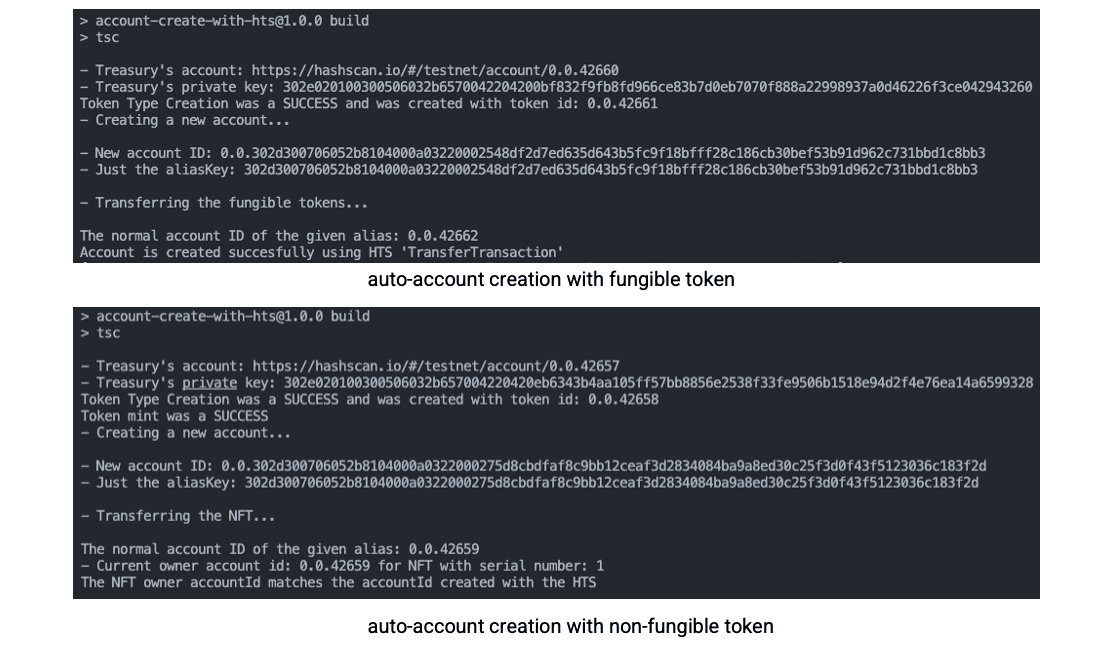 > account-create-with-hts@1.0.0 build
> tsc
- Treasury's account: https://hashscan.io/#/testnet/account/0.0.42660
- Treasury's private key: 302e020100300506032b6570042204200bf832f9fb8fd966ce83b7d0eb7070f888a22998937a0d46226f3ce042943260
Token Type Creation was a SUCCESS and was created with token id: 0.0.42661
- Creating a new account...
- New account ID: 0.0.302d300706052b8104000a03220002548df2d7ed635d643b5fc9f18bfff28c186cb30bef53b91d962c731bbd1c8bb3
- Just the aliasKey: 302d300706052b8104000a03220002548df2d7ed635d643b5fc9f18bfff28c186cb30bef53b91d962c731bbd1c8bb3
- Transferring the fungible tokens...
The normal account ID of the given alias: 0.0.42662
Account is created succesfully using HTS 'TransferTransaction'
auto-account creation with fungible token
> account-create-with-hts@1.0.0 build
> tsc
- Treasury's account: https://hashscan.io/#/testnet/account/0.0.42657
- Treasury's private key: 302e020100300506032b657004220420eb6343b4aa105ff57bb8856e2538f33fe9506b1518e94d2f4e76ea14a6599328
Token Type Creation was a SUCCESS and was created with token id: 0.0.42658
Token mint was a SUCCESS
- Creating a new account...
- New account ID: 0.0.302d300706052b8104000a0322000275d8cbdfaf8c9bb12ceaf3d2834084ba9a8ed30c25f3d0f43f5123036c183f2d
- Just the aliasKey: 302d300706052b8104000a0322000275d8cbdfaf8c9bb12ceaf3d2834084ba9a8ed30c25f3d0f43f5123036c183f2d
- Transferring the NFT...
The normal account ID of the given alias: 0.0.42659
- Current owner account id: 0.0.42659 for NFT with serial number: 1
The NFT owner accountId matches the accountId created with the HTS
auto-account creation with non-fungible token